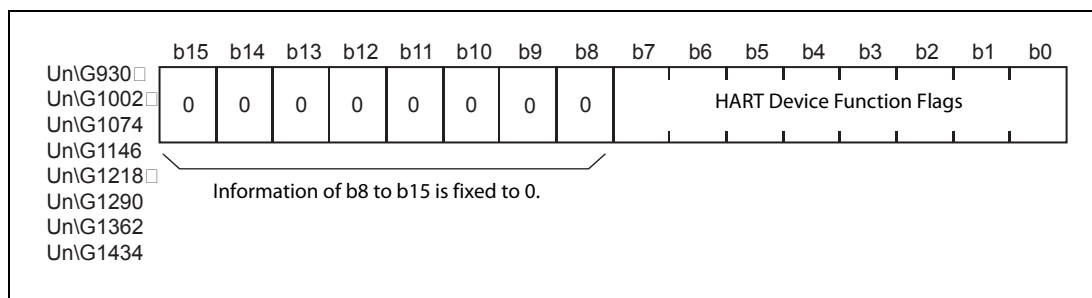 b15 b14 b13 b12 b11 b10 b9 b8 b7 b6 b5 b4 b3 b2 b1 b0
Un\G930□
Un\G1002□
Un\G1074
Un\G1146
Un\G1218□
Un\G1290
Un\G1362
Un\G1434
0 0 0 0 0 0 0 0 HART Device Function Flags
Information of b8 to b15 is fixed to 0.